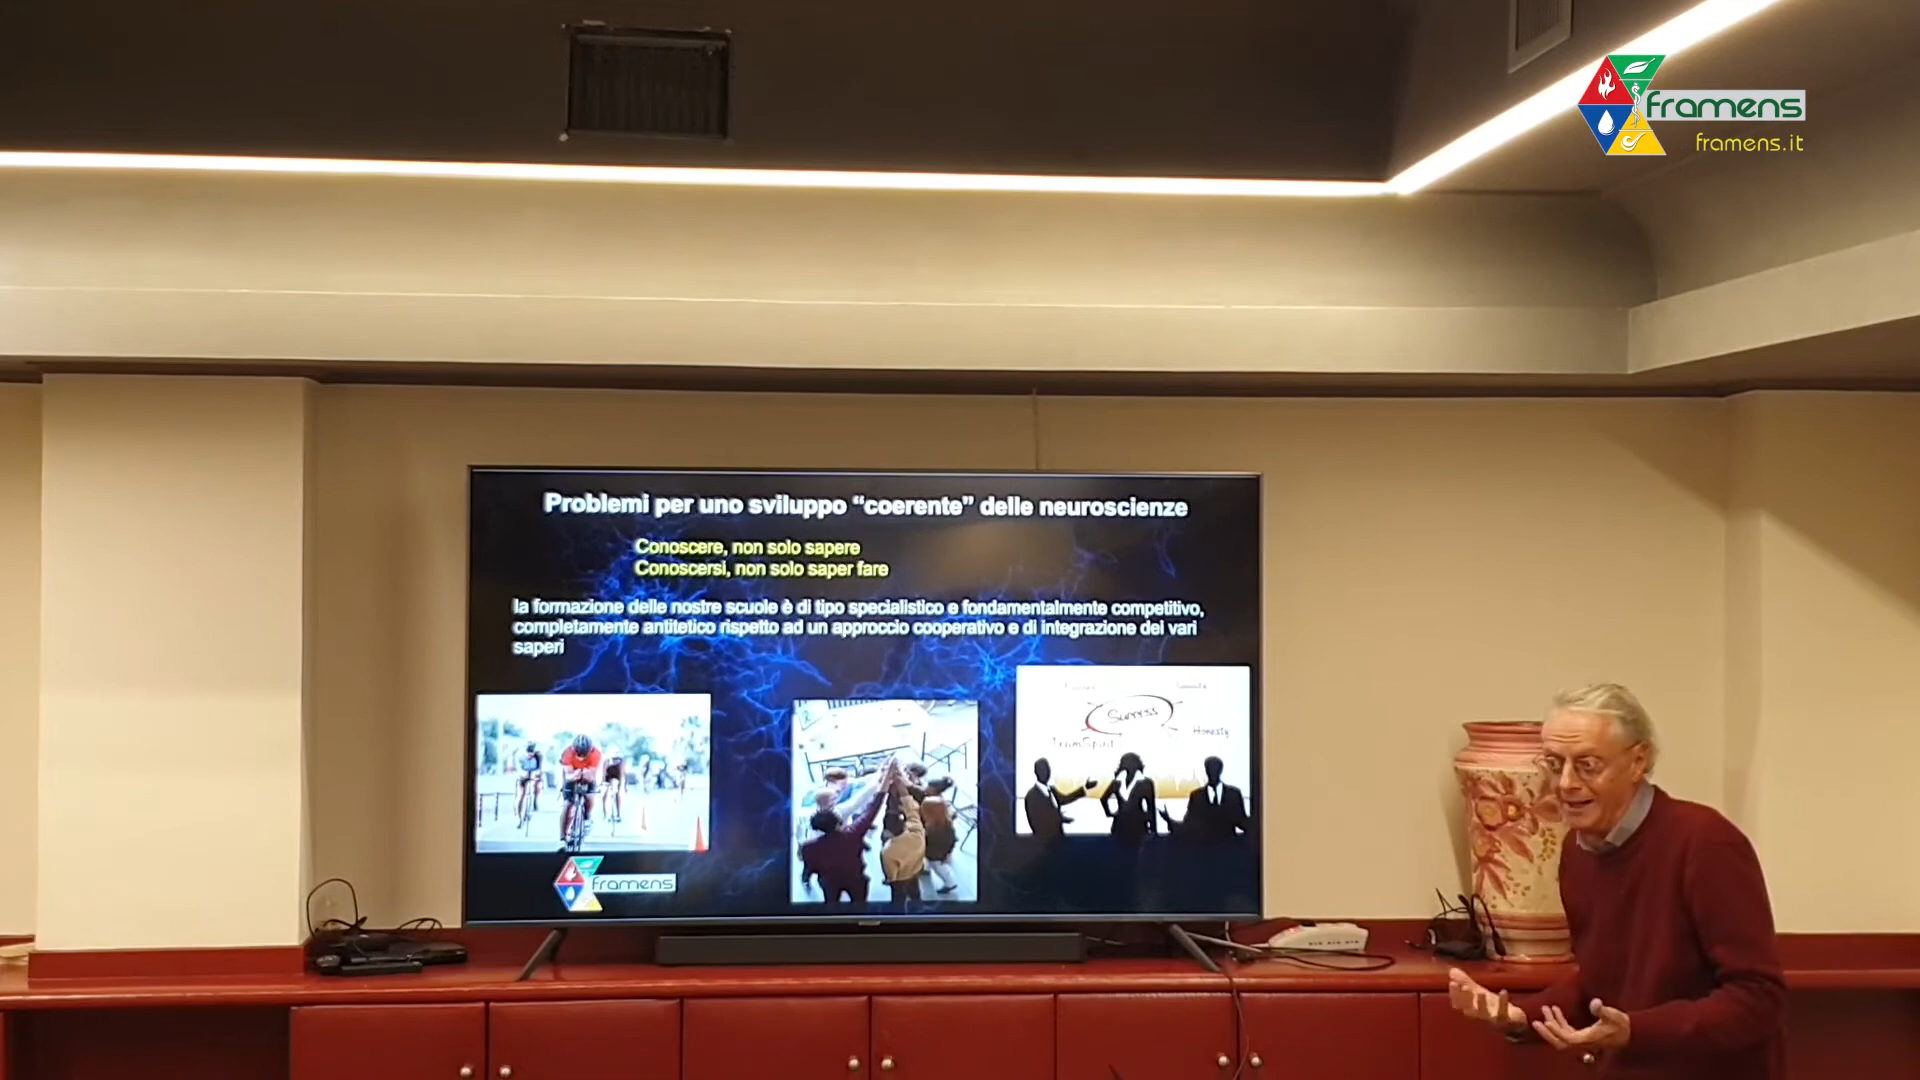 framens
framens.it
Problemi per uno sviluppo “coerente” delle neuroscienze
Conoscere, non solo sapere
Conoscersi, non solo saper fare
la formazione delle nostre scuole è di tipo specialistico e fondamentalmente competitivo,
completamente antitetico rispetto ad un approccio cooperativo e di integrazione dei vari
saperi
Success
Honesty
TeamSpirit
framens